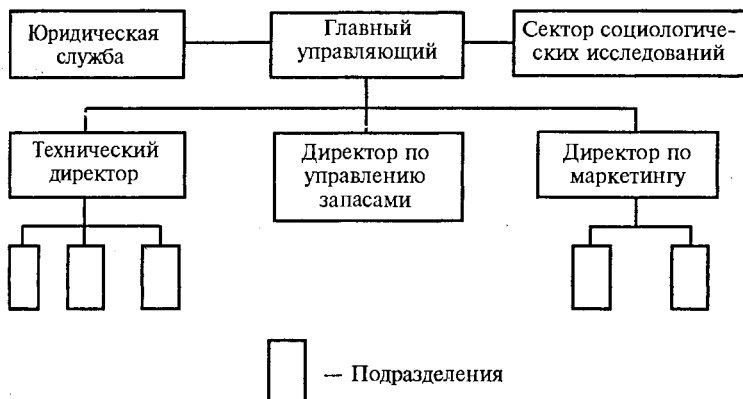 Юридическая
служба
Главный
управляющий
Сектор социологиче-
ских исследований
Технический
директор
Директор по
управлению
запасами
Директор по
маркетингу
— Подразделения